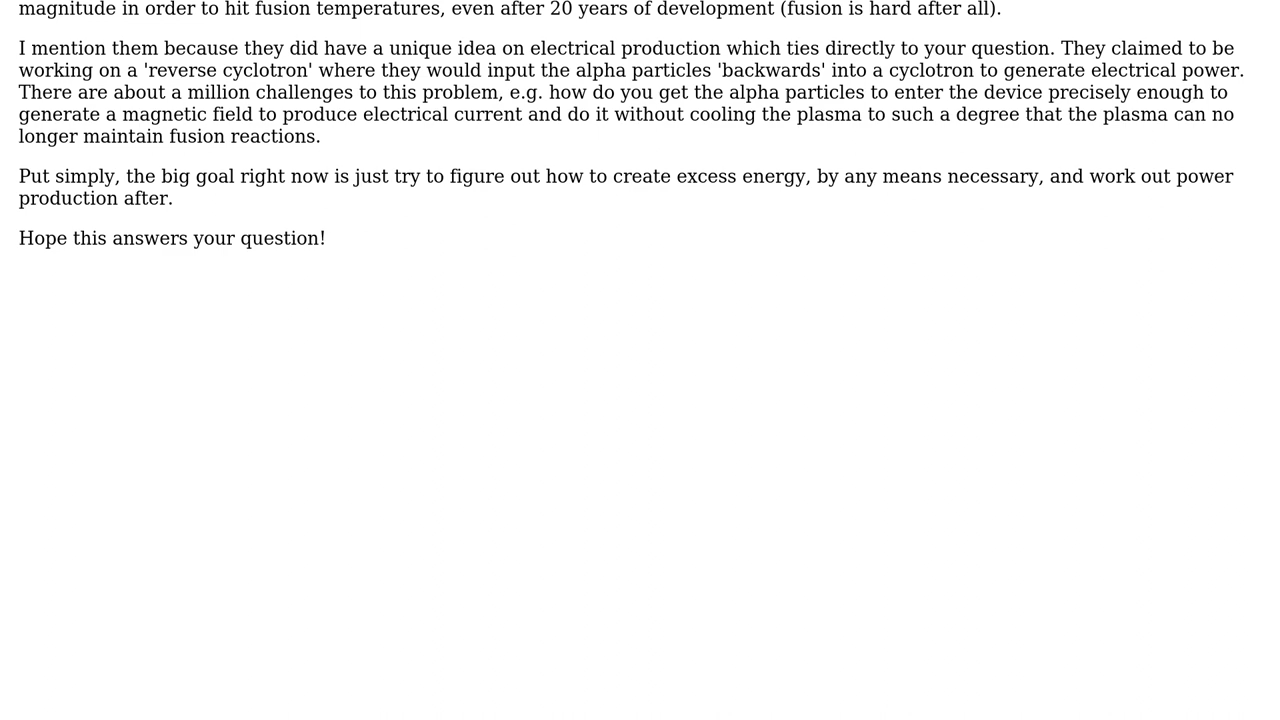 magnitude in order to hit fusion temperatures, even after 20 years of development (fusion is hard after all).
I mention them because they did have a unique idea on electrical production which ties directly to your question. They claimed to be
working on a 'reverse cyclotron' where they would input the alpha particles 'backwards' into a cyclotron to generate electrical power.
There are about a million challenges to this problem, e.g. how do you get the alpha particles to enter the device precisely enough to
generate a magnetic field to produce electrical current and do it without cooling the plasma to such a degree that the plasma can no
longer maintain fusion reactions.
Put simply, the big goal right now is just try to figure out how to create excess energy, by any means necessary, and work out power
production after.
Hope this answers your question!